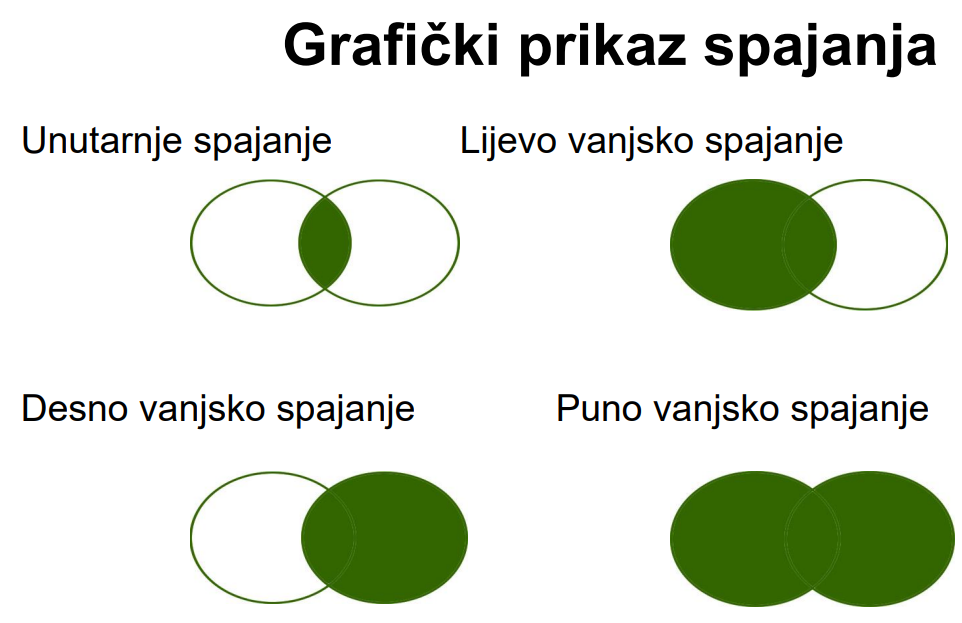 Grafički prikaz spajanja
Unutarnje spajanje
Lijevo vanjsko spajanje
Desno vanjsko spajanje
Puno vanjsko spajanje